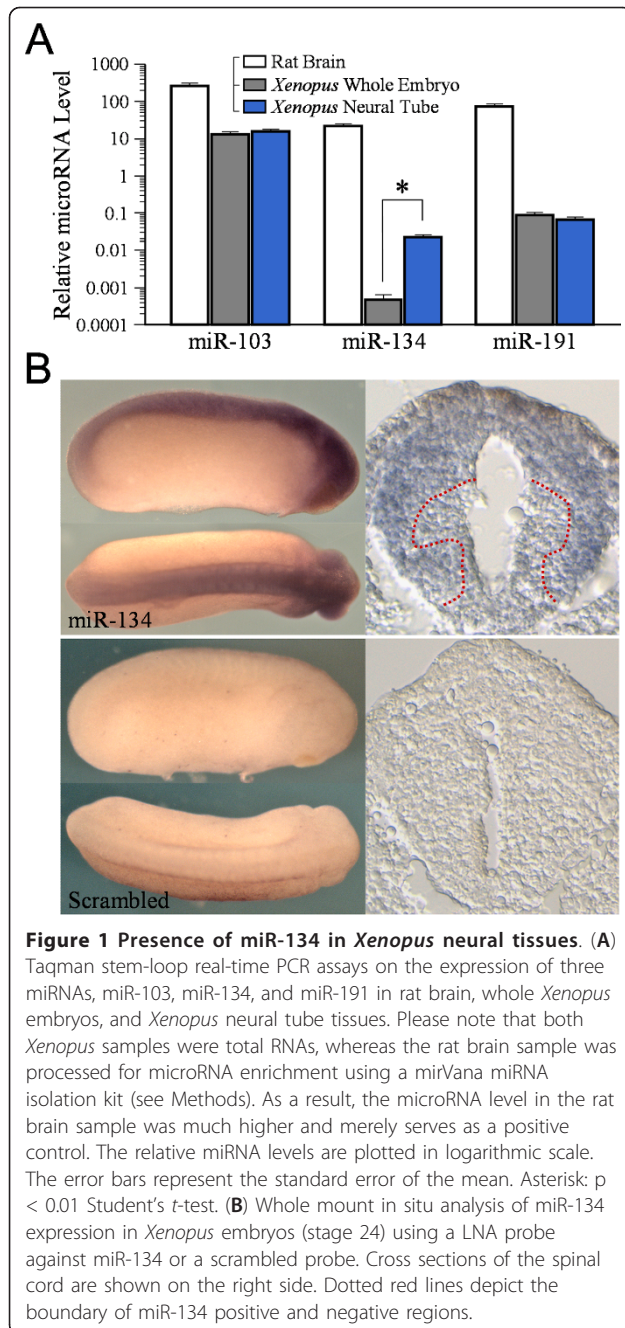 A
Relative microRNA Level
1000
100
10
1
0.1
0.01
0.001
0.0001
Rat Brain
Xenopus Whole Embryo
Xenopus Neural Tube
*
miR-103
miR-134
miR-191
B
miR-134
Scrambled
Figure 1 Presence of miR-134 in Xenopus neural tissues. (A)
Taqman stem-loop real-time PCR assays on the expression of three
miRNAs, miR-103, miR-134, and miR-191 in rat brain, whole Xenopus
embryos, and Xenopus neural tube tissues. Please note that both
Xenopus samples were total RNAs, whereas the rat brain sample was
processed for microRNA enrichment using a mirVana miRNA
isolation kit (see Methods). As a result, the microRNA level in the rat
brain sample was much higher and merely serves as a positive
control. The relative miRNA levels are plotted in logarithmic scale.
The error bars represent the standard error of the mean. Asterisk: p
< 0.01 Student's t-test. (B) Whole mount in situ analysis of miR-134
expression in Xenopus embryos (stage 24) using a LNA probe
against miR-134 or a scrambled probe. Cross sections of the spinal
cord are shown on the right side. Dotted red lines depict the
boundary of miR-134 positive and negative regions.